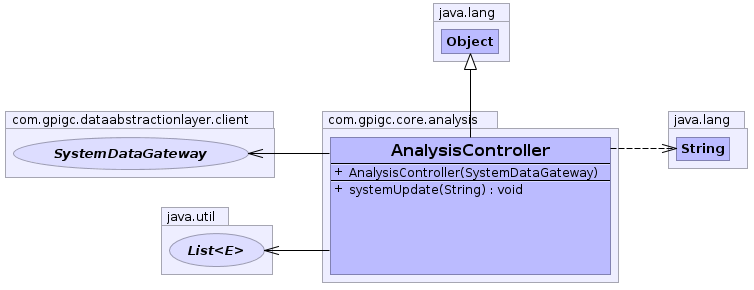 java.lang
Object
com.gpigc.dataabstractionlayer.client
SystemDataGateway
com.gpigc.core.analysis
AnalysisController
+ AnalysisController(SystemDataGateway)
+ systemUpdate(String) : void
java.lang
String
java.util
List<E>